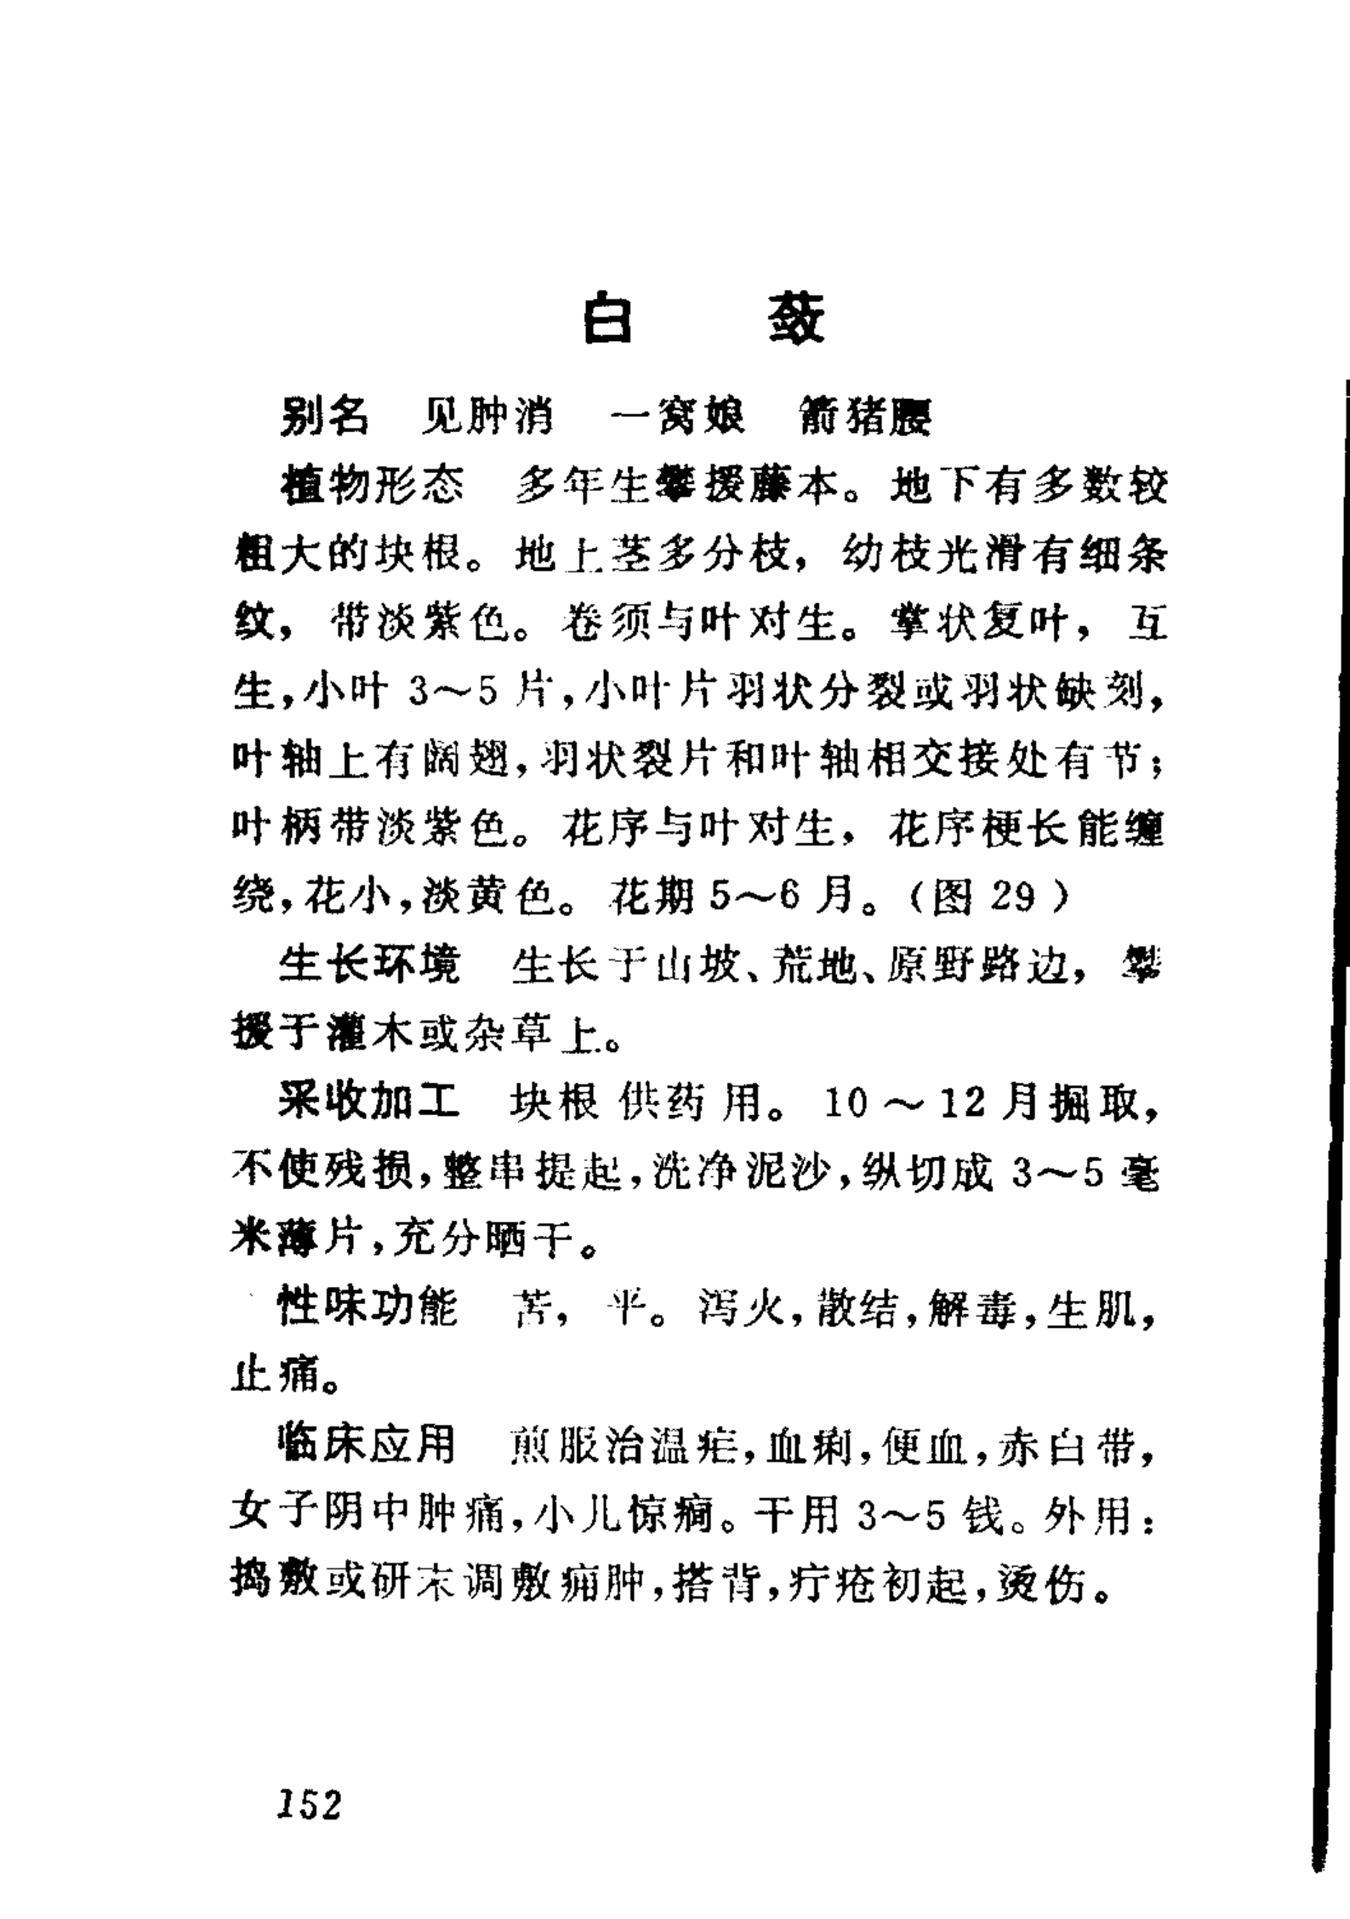 白 蔹
别名 见肿消 一窝娘 箭猪腰
植物形态 多年生攀援藤本。地下有多数较
粗大的块根。地上茎多分枝，幼枝光滑有细条
纹，带淡紫色。卷须与叶对生。掌状复叶，互
生，小叶 3～5 片，小叶片羽状分裂或羽状缺刻，
叶轴上有阔翅，羽状裂片和叶轴相交接处有节；
叶柄带淡紫色。花序与叶对生，花序梗长能缠
绕，花小，淡黄色。花期 5～6 月。（图 29）
生长环境 生长于山坡、荒地、原野路边，攀
援于灌木或杂草上。
采收加工 块根供药用。10～12 月掘取，
不使残损，整串提起，洗净泥沙，纵切成 3～5 毫
米薄片，充分晒干。
性味功能 苦，平。泻火，散结，解毒，生肌，
止痛。
临床应用 煎服治温疟，血痢，便血，赤白带，
女子阴中肿痛，小儿惊痫。干用 3～5 钱。外用：
捣敷或研末调敷痈肿，搭背，疔疮初起，烫伤。
152